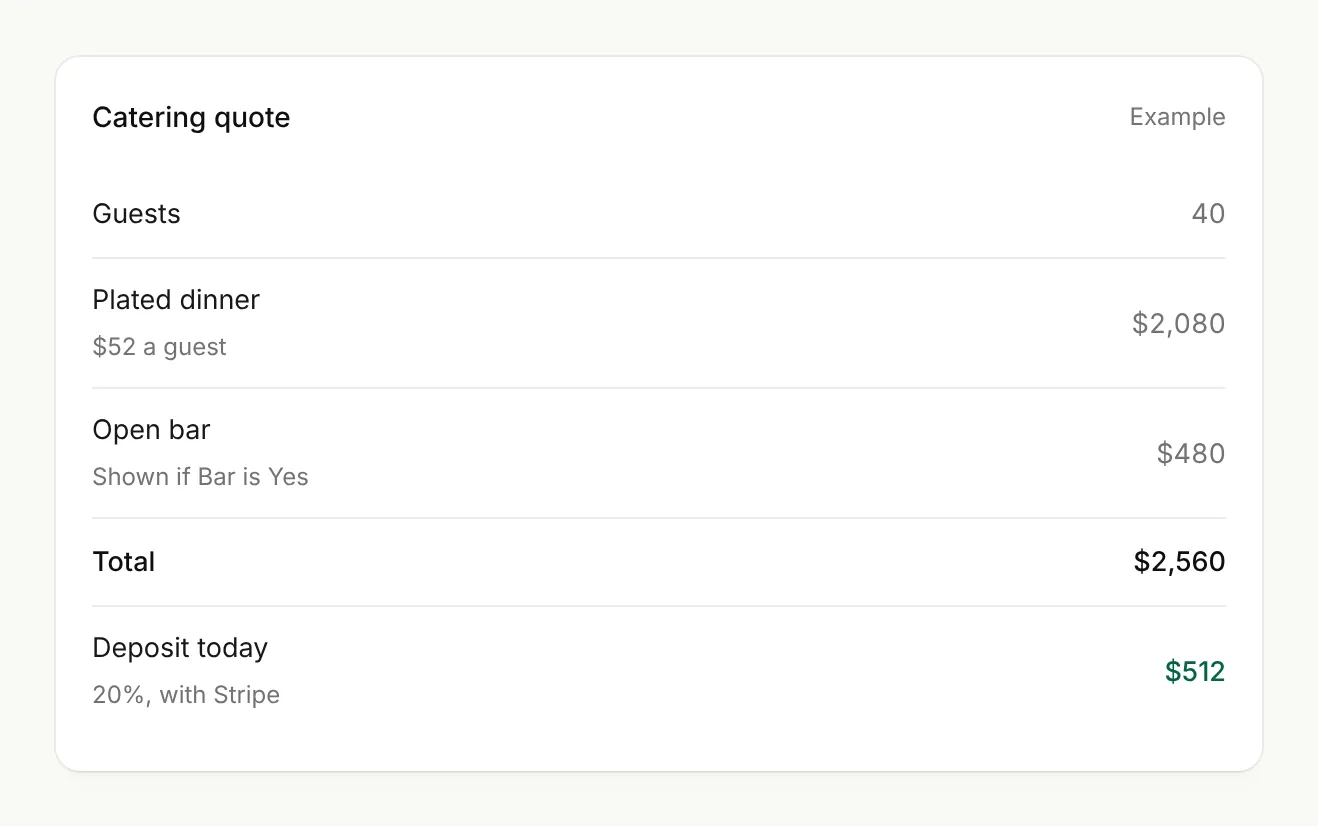 Catering quote
Example
Guests
40
Plated dinner
$52 a guest
$2,080
Open bar
Shown if Bar is Yes
$480
Total
$2,560
Deposit today
20%, with Stripe
$512